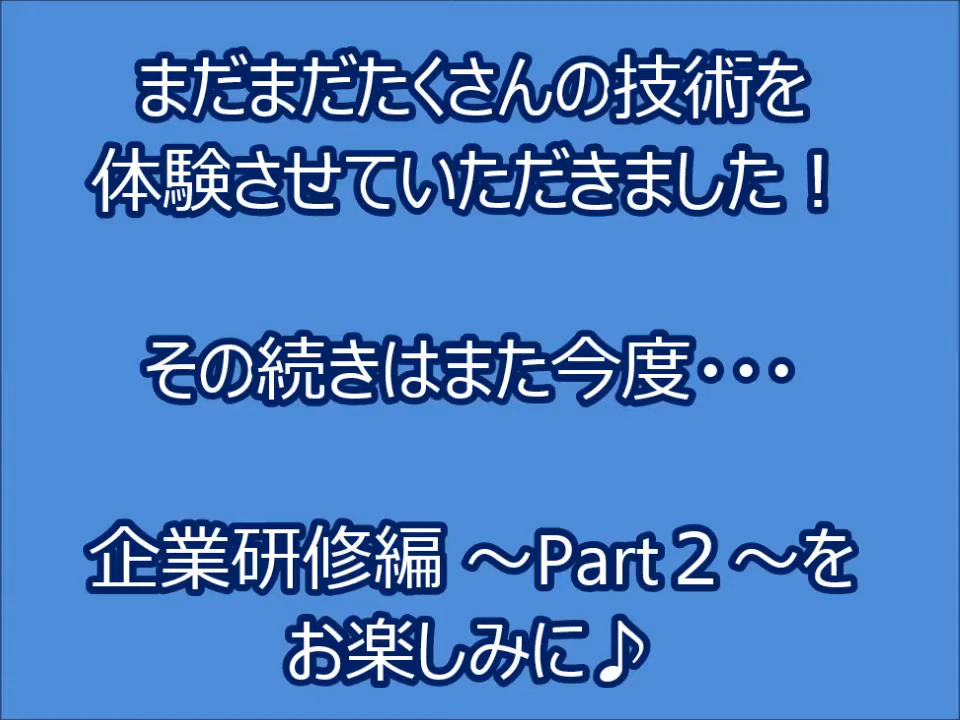 まだまだたくさんの技術を
体験させていただきました！
その続きはまた今度・・・
企業研修編 ～Part２～を
お楽しみに♪